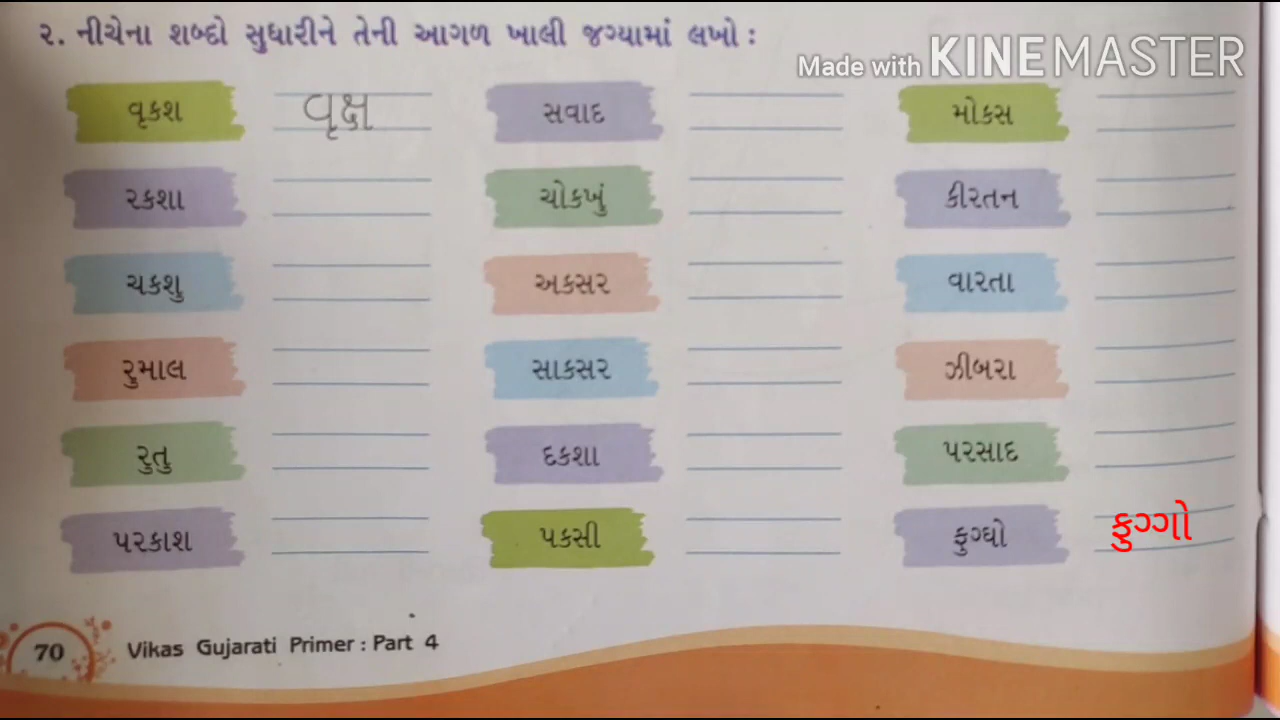 ૨. નીચેના શબ્દો સુધારીને તેની આગળ ખાલી જગ્યામાં લખો :
Made with KINEMASTER
વૃકશ વૃક્ષ સવાદ મોકસ
રકશા ચોકખું કીરતન
ચકશુ અકસર વારતા
રુમાલ સાકસર ઝીબરા
રુતુ દકશા પરસાદ
પરકાશ પકસી ફુગ્ઘો ફુગ્ગો
70 Vikas Gujarati Primer : Part 4